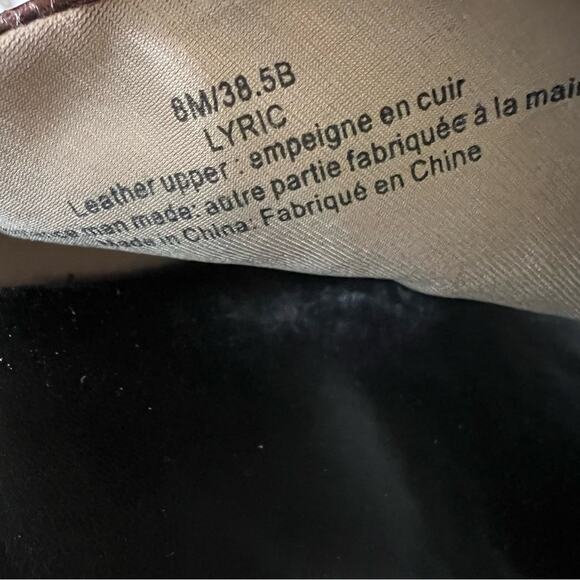 8M/38.5B
LYRIC
Leather upper : empeigne en cuir
man made: autre partie fabriquée à la main
Made in China: Fabriqué en Chine